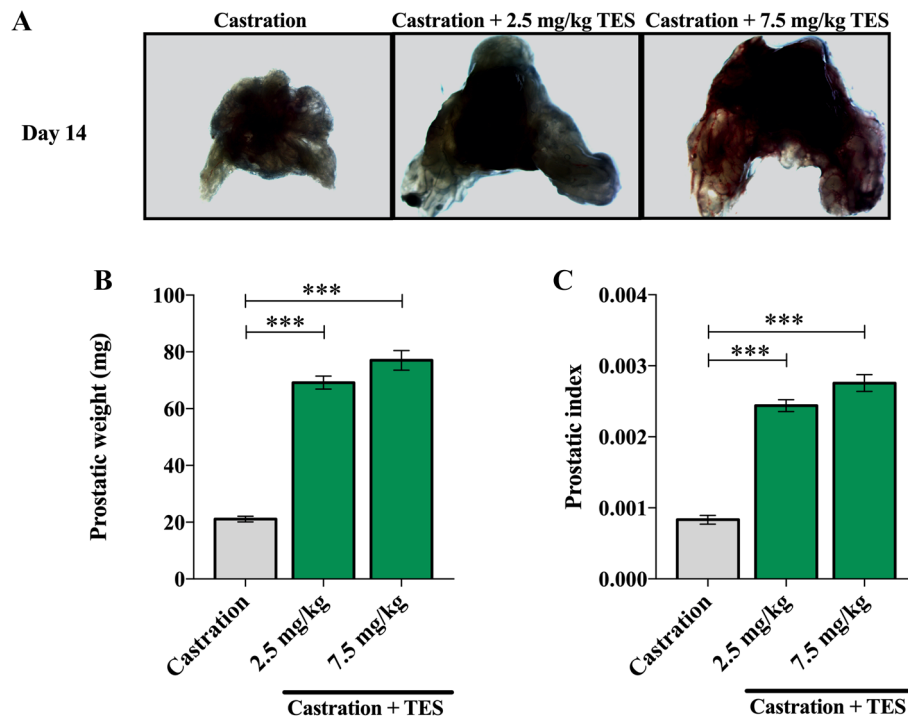 A
Castration
Castration + 2.5 mg/kg TES
Castration + 7.5 mg/kg TES
Day 14
B
Prostatic weight (mg)
100
80
60
40
20
0
***
***
Castration
2.5 mg/kg
7.5 mg/kg
Castration + TES
C
Prostatic index
0.004
0.003
0.002
0.001
0.000
***
***
Castration
2.5 mg/kg
7.5 mg/kg
Castration + TES